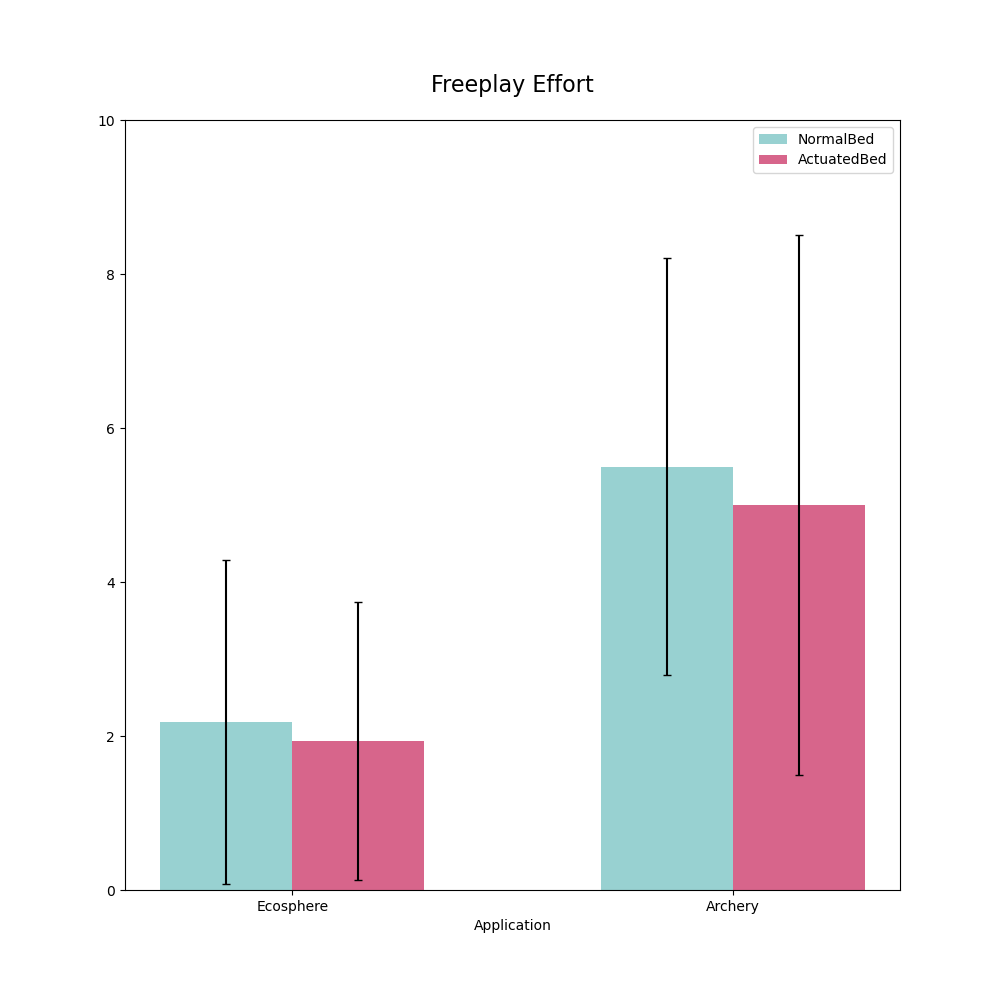 Freeplay Effort
10
8
6
4
2
0
NormalBed
ActuatedBed
Ecosphere
Archery
Application